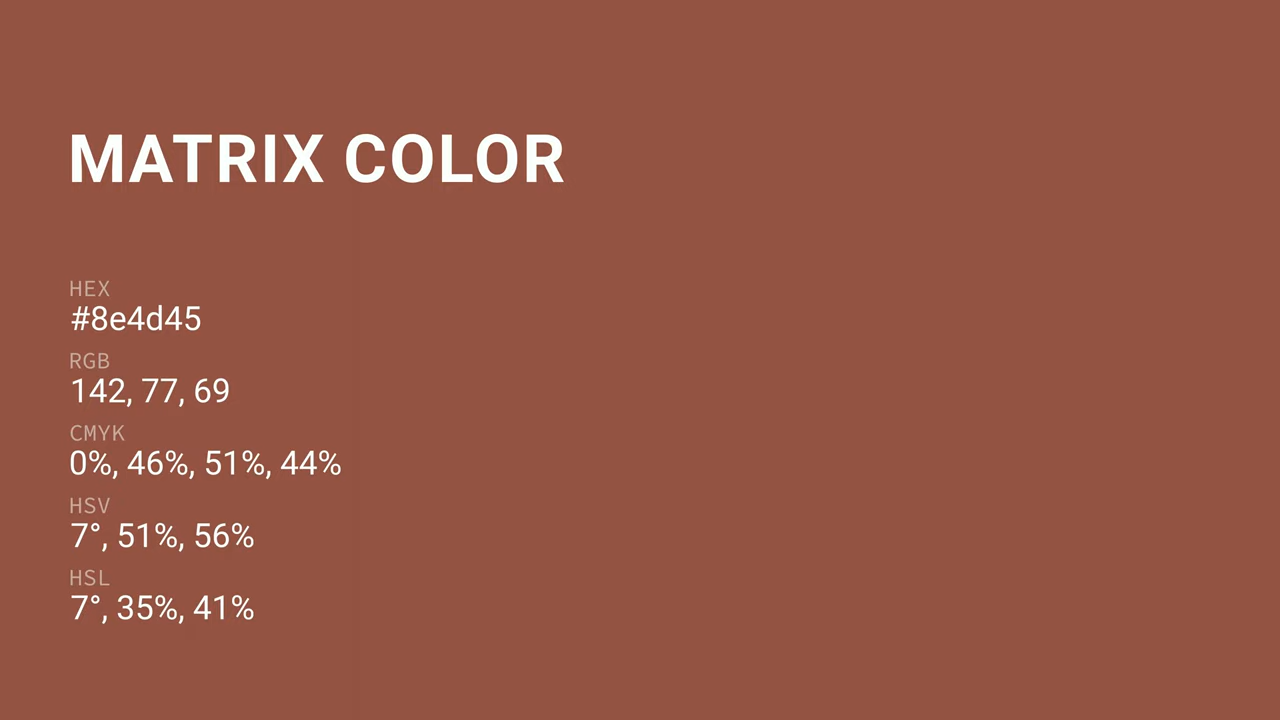 MATRIX COLOR
HEX
#8e4d45
RGB
142, 77, 69
CMYK
0%, 46%, 51%, 44%
HSV
7°, 51%, 56%
HSL
7°, 35%, 41%